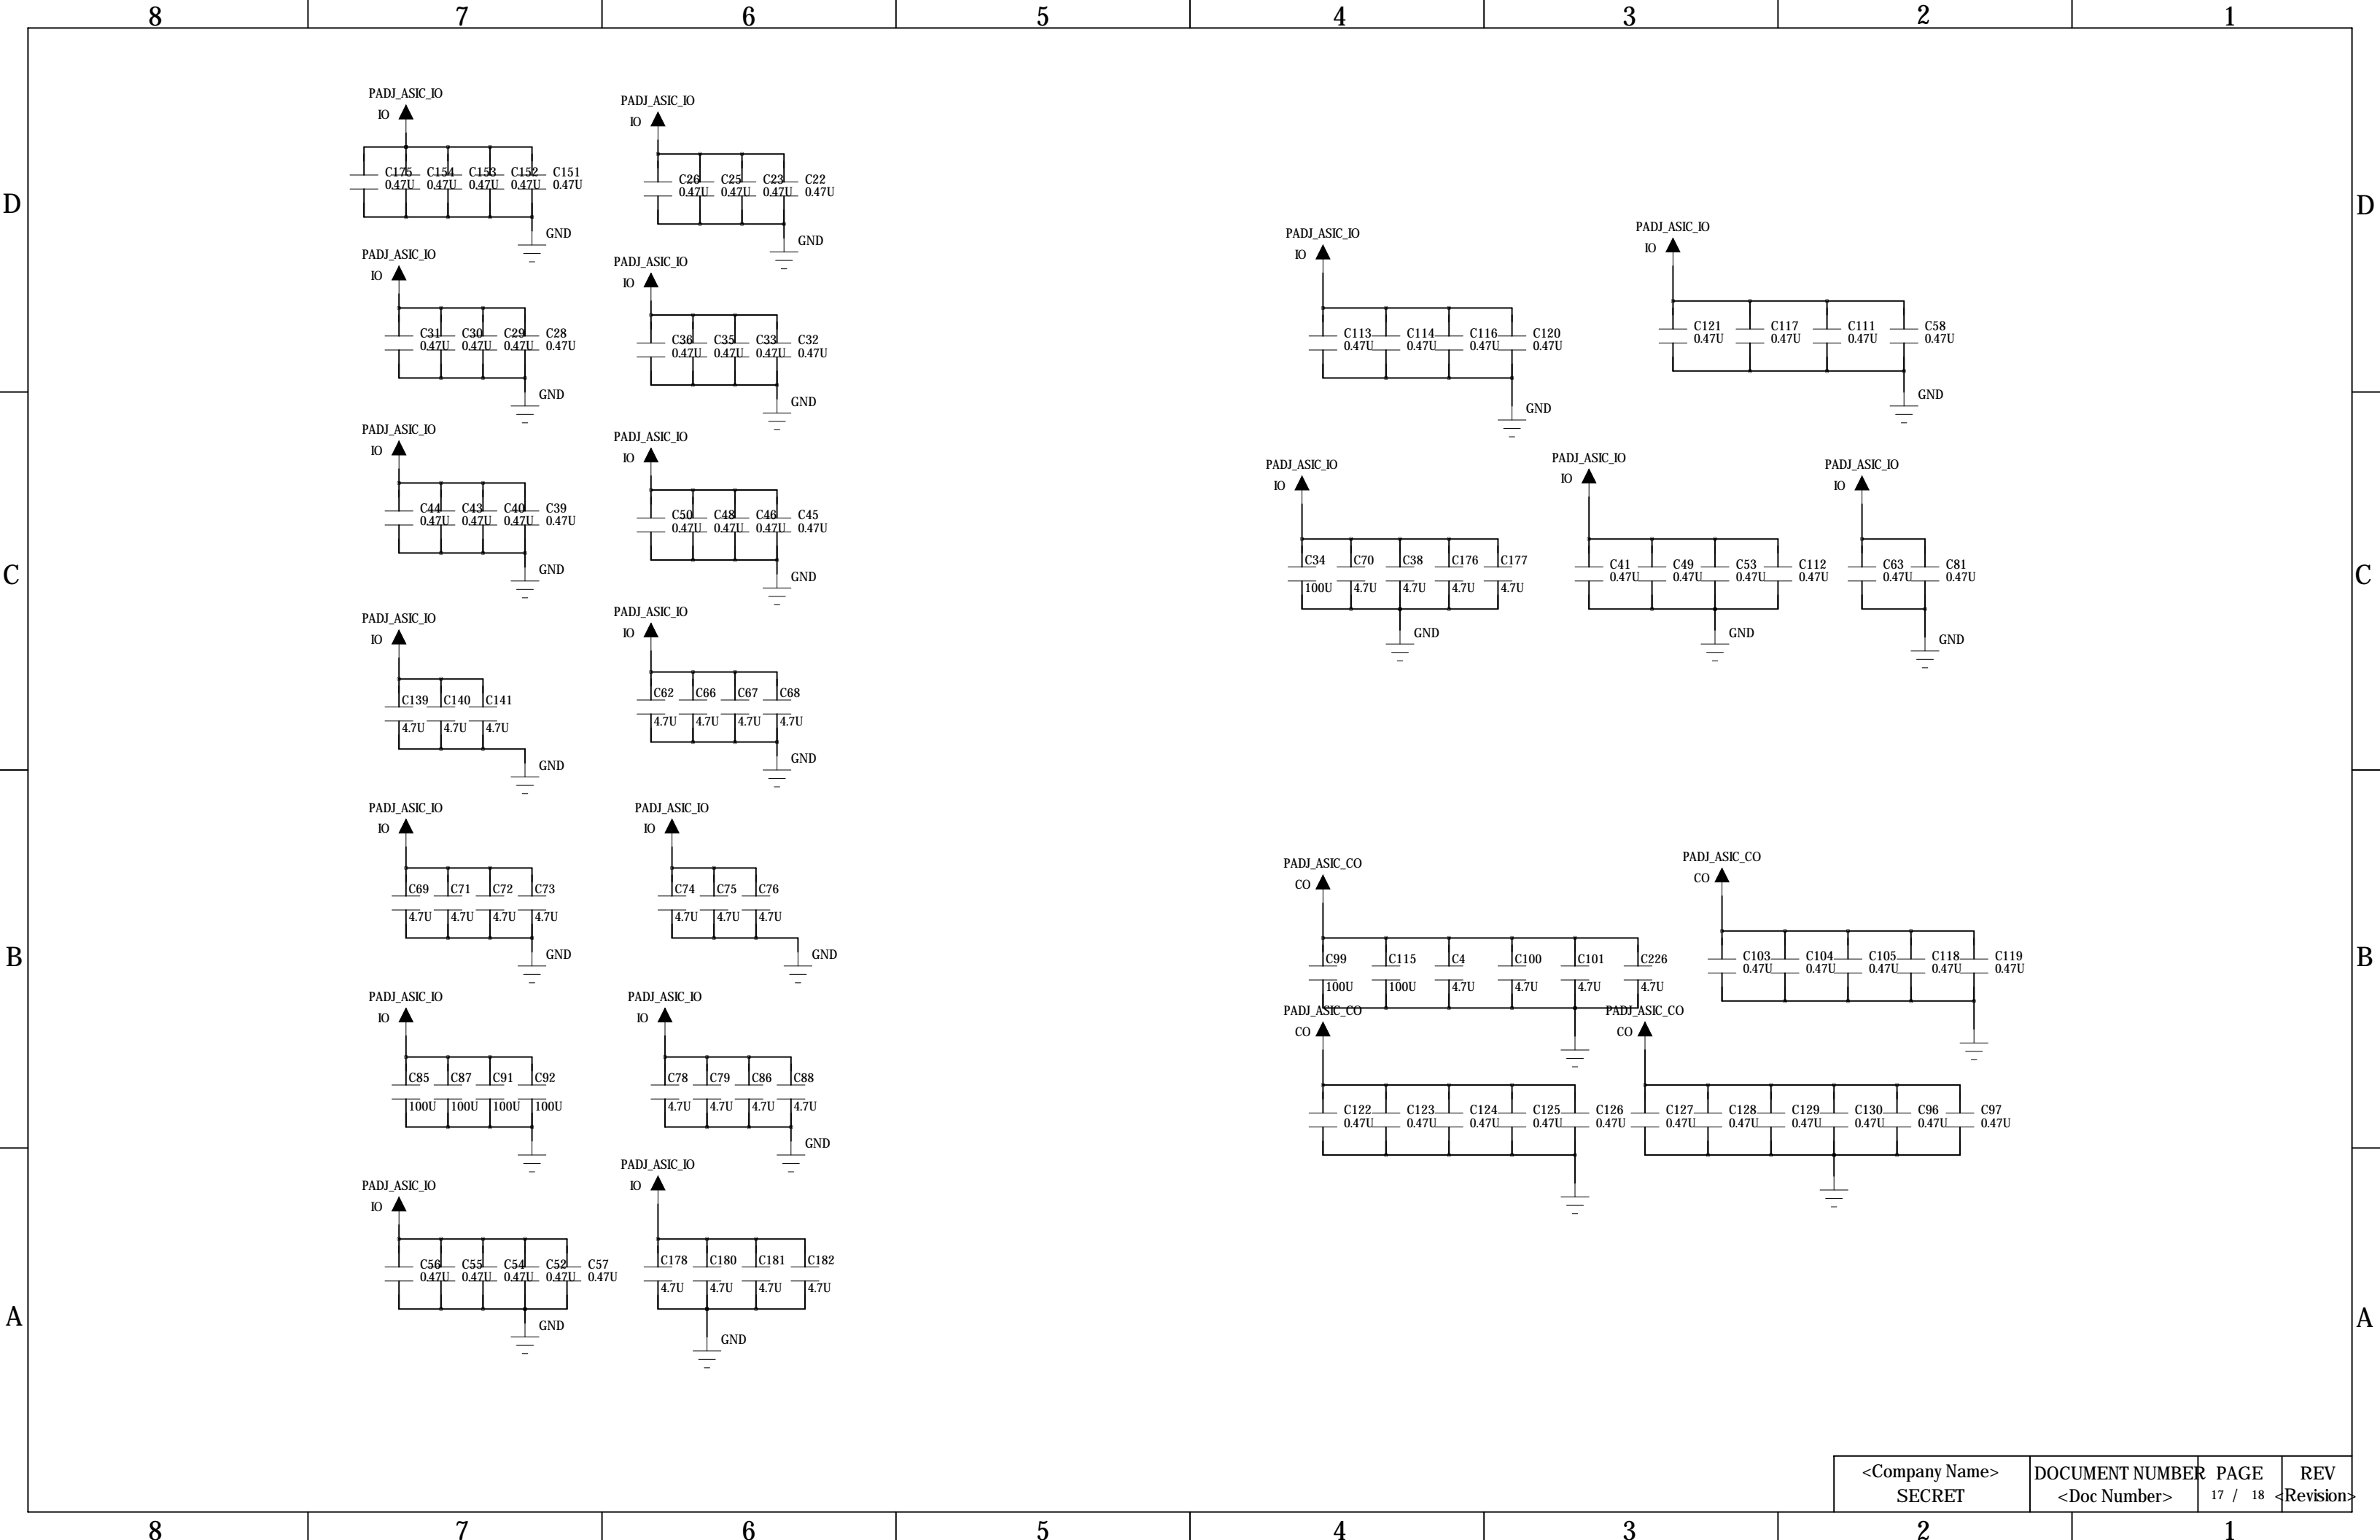 8 7 6 5 4 3 2 1
D
D
PADJ_ASIC_IO
IO
C175 C154 C153 C152 C151
0.47U 0.47U 0.47U 0.47U 0.47U
GND
PADJ_ASIC_IO
IO
C26 C25 C23 C22
0.47U 0.47U 0.47U 0.47U
GND
PADJ_ASIC_IO
IO
C31 C30 C29 C28
0.47U 0.47U 0.47U 0.47U
GND
PADJ_ASIC_IO
IO
C36 C35 C33 C32
0.47U 0.47U 0.47U 0.47U
GND
PADJ_ASIC_IO
IO
C113 C114 C116 C120
0.47U 0.47U 0.47U 0.47U
GND
PADJ_ASIC_IO
IO
C121 C117 C111 C58
0.47U 0.47U 0.47U 0.47U
GND
C
C
PADJ_ASIC_IO
IO
C44 C43 C40 C39
0.47U 0.47U 0.47U 0.47U
GND
PADJ_ASIC_IO
IO
C50 C48 C46 C45
0.47U 0.47U 0.47U 0.47U
GND
PADJ_ASIC_IO
IO
C34 C70 C38 C176 C177
100U 4.7U 4.7U 4.7U 4.7U
GND
PADJ_ASIC_IO
IO
C41 C49 C53 C112
0.47U 0.47U 0.47U 0.47U
GND
PADJ_ASIC_IO
IO
C63 C81
0.47U 0.47U
GND
PADJ_ASIC_IO
IO
C139 C140 C141
4.7U 4.7U 4.7U
GND
PADJ_ASIC_IO
IO
C62 C66 C67 C68
4.7U 4.7U 4.7U 4.7U
GND
B
B
PADJ_ASIC_IO
IO
C69 C71 C72 C73
4.7U 4.7U 4.7U 4.7U
GND
PADJ_ASIC_IO
IO
C74 C75 C76
4.7U 4.7U 4.7U
GND
PADJ_ASIC_CO
CO
C99 C115 C4 C100 C101 C226
100U 100U 4.7U 4.7U 4.7U 4.7U
PADJ_ASIC_CO
CO
C103 C104 C105 C118 C119
0.47U 0.47U 0.47U 0.47U 0.47U
PADJ_ASIC_IO
IO
C85 C87 C91 C92
100U 100U 100U 100U
PADJ_ASIC_IO
IO
C78 C79 C86 C88
4.7U 4.7U 4.7U 4.7U
GND
PADJ_ASIC_CO
CO
C122 C123 C124 C125 C126
0.47U 0.47U 0.47U 0.47U 0.47U
PADJ_ASIC_CO
CO
C127 C128 C129 C130 C96 C97
0.47U 0.47U 0.47U 0.47U 0.47U 0.47U
A
A
PADJ_ASIC_IO
IO
C56 C55 C54 C52 C57
0.47U 0.47U 0.47U 0.47U 0.47U
GND
PADJ_ASIC_IO
IO
C178 C180 C181 C182
4.7U 4.7U 4.7U 4.7U
GND
<Company Name> DOCUMENT NUMBER PAGE REV
SECRET <Doc Number> 17 / 18 <Revision>
8 7 6 5 4 3 2 1